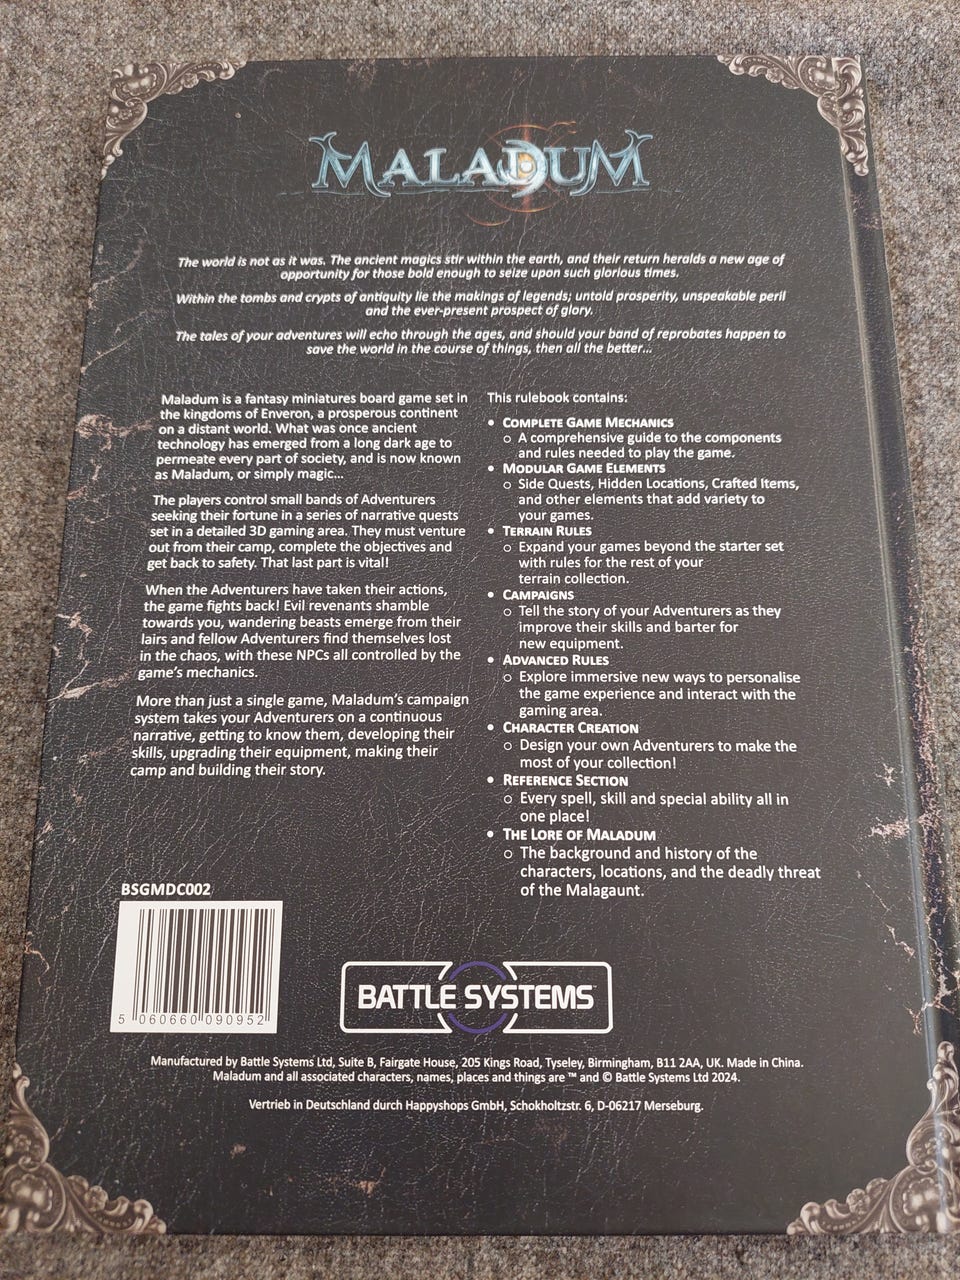 MALADUM
The world is not as it was. The ancient magics stir within the earth, and their return heralds a new age of
opportunity for those bold enough to seize upon such glorious times.
Within the tombs and crypts of antiquity lie the makings of legends; untold prosperity, unspeakable peril
and the ever-present prospect of glory.
The tales of your adventures will echo through the ages, and should your band of reprobates happen to
save the world in the course of things, then all the better...
Maladum is a fantasy miniatures board game set in
the kingdoms of Enveron, a prosperous continent
on a distant world. What was once ancient
technology has emerged from a long dark age to
permeate every part of society, and is now known
as Maladum, or simply magic...
The players control small bands of Adventurers
seeking their fortune in a series of narrative quests
set in a detailed 3D gaming area. They must venture
out from their camp, complete the objectives and
get back to safety. That last part is vital!
When the Adventurers have taken their actions,
the game fights back! Evil revenants shamble
towards you, wandering beasts emerge from their
lairs and fellow Adventurers find themselves lost
in the chaos, with these NPCs all controlled by the
game's mechanics.
More than just a single game, Maladum's campaign
system takes your Adventurers on a continuous
narrative, getting to know them, developing their
skills, upgrading their equipment, making their
camp and building their story.
This rulebook contains:
• COMPLETE GAME MECHANICS
○ A comprehensive guide to the components
and rules needed to play the game.
• MODULAR GAME ELEMENTS
○ Side Quests, Hidden Locations, Crafted Items,
and other elements that add variety to
your games.
• TERRAIN RULES
○ Expand your games beyond the starter set
with rules for the rest of your
terrain collection.
• CAMPAIGNS
○ Tell the story of your Adventurers as they
improve their skills and barter for
new equipment.
• ADVANCED RULES
○ Explore immersive new ways to personalise
the game experience and interact with the
gaming area.
• CHARACTER CREATION
○ Design your own Adventurers to make the
most of your collection!
• REFERENCE SECTION
○ Every spell, skill and special ability all in
one place!
• THE LORE OF MALADUM
○ The background and history of the
characters, locations, and the deadly threat
of the Malagaunt.
BSGMDC002
5 060660 090952
BATTLE SYSTEMS™
Manufactured by Battle Systems Ltd, Suite B, Fairgate House, 205 Kings Road, Tyseley, Birmingham, B11 2AA, UK. Made in China.
Maladum and all associated characters, names, places and things are ™ and © Battle Systems Ltd 2024.
Vertrieb in Deutschland durch Happyshops GmbH, Schokholtzstr. 6, D-06217 Merseburg.